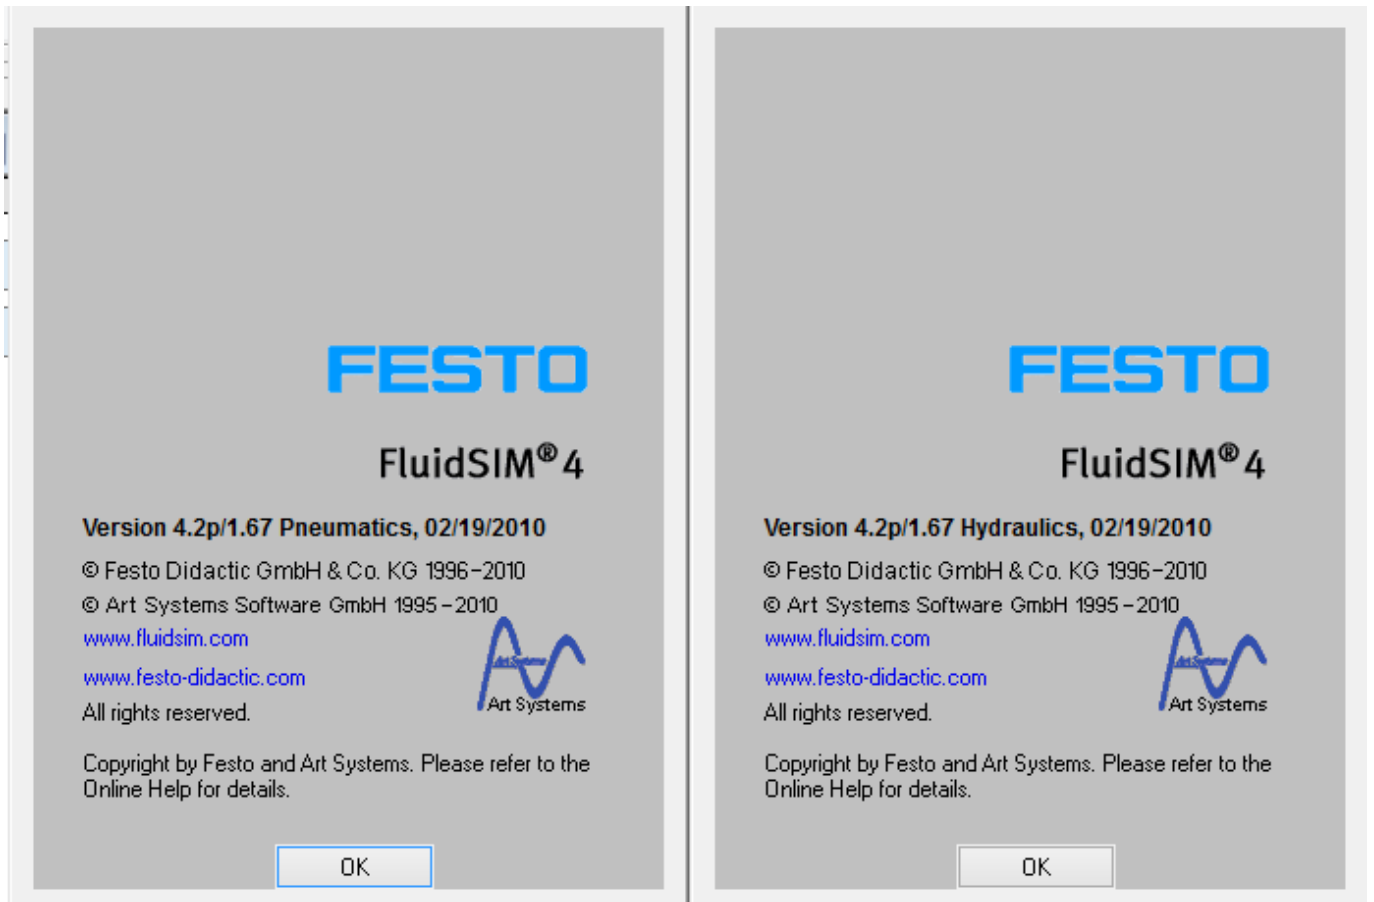 FESTO
FluidSIM®4
Version 4.2p/1.67 Pneumatics, 02/19/2010
© Festo Didactic GmbH & Co. KG 1996-2010
© Art Systems Software GmbH 1995-2010
www.fluidsim.com
www.festo-didactic.com
Art Systems
Art Systems
All rights reserved.
Copyright by Festo and Art Systems. Please refer to the
Online Help for details.
OK
FESTO
FluidSIM®4
Version 4.2p/1.67 Hydraulics, 02/19/2010
© Festo Didactic GmbH & Co. KG 1996-2010
© Art Systems Software GmbH 1995-2010
www.fluidsim.com
www.festo-didactic.com
Art Systems
Art Systems
All rights reserved.
Copyright by Festo and Art Systems. Please refer to the
Online Help for details.
OK